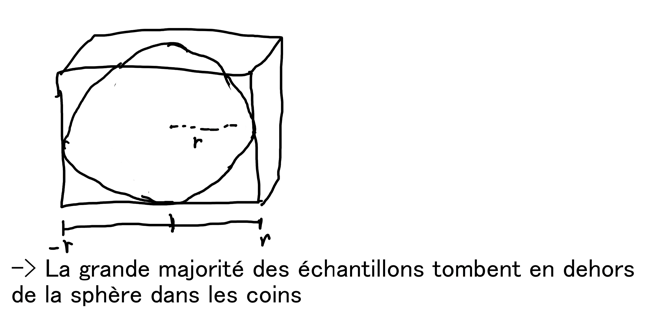 r
-r r
-> La grande majorité des échantillons tombent en dehors
de la sphère dans les coins